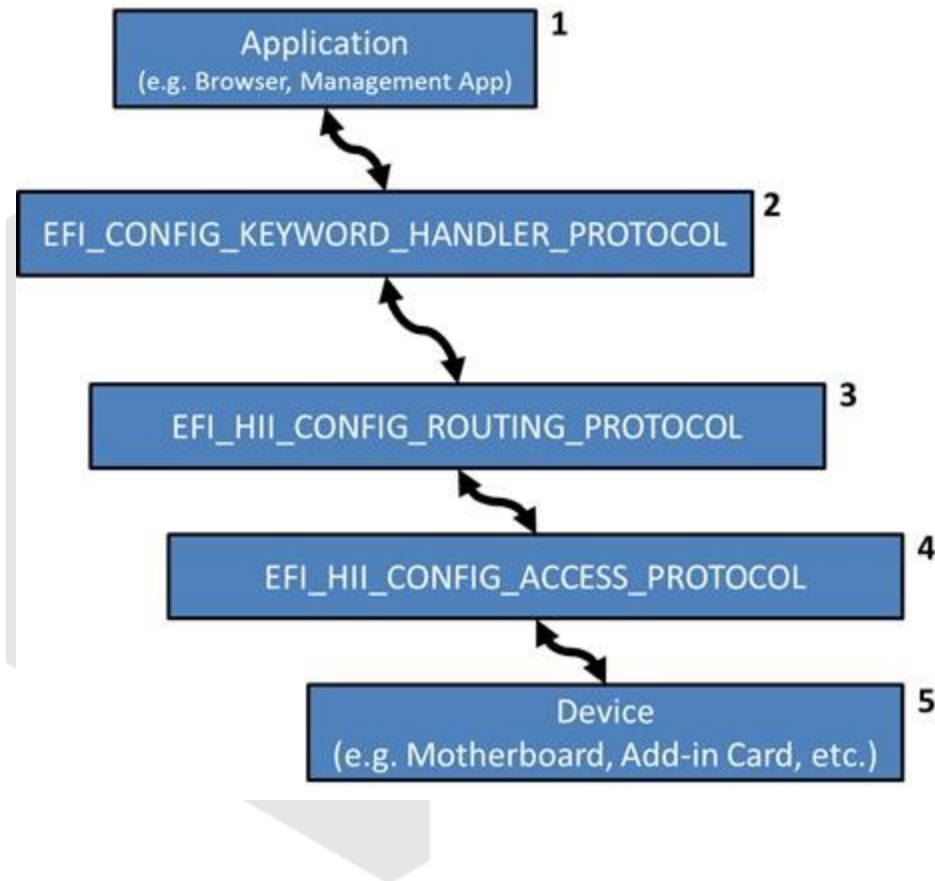 Application
1
(e.g. Browser, Management App)
2
EFI_CONFIG_KEYWORD_HANDLER_PROTOCOL
3
EFI_HII_CONFIG_ROUTING_PROTOCOL
4
EFI_HII_CONFIG_ACCESS_PROTOCOL
5
Device
(e.g. Motherboard, Add-in Card, etc.)